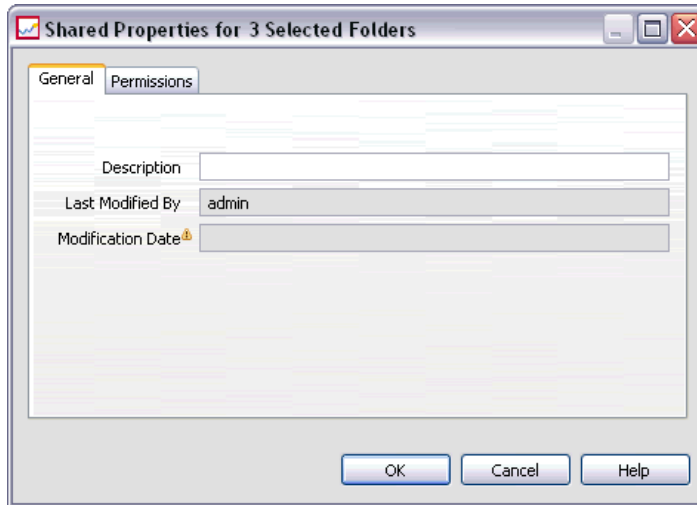 Shared Properties for 3 Selected Folders
General Permissions
Description
Last Modified By admin
Modification Date
OK Cancel Help